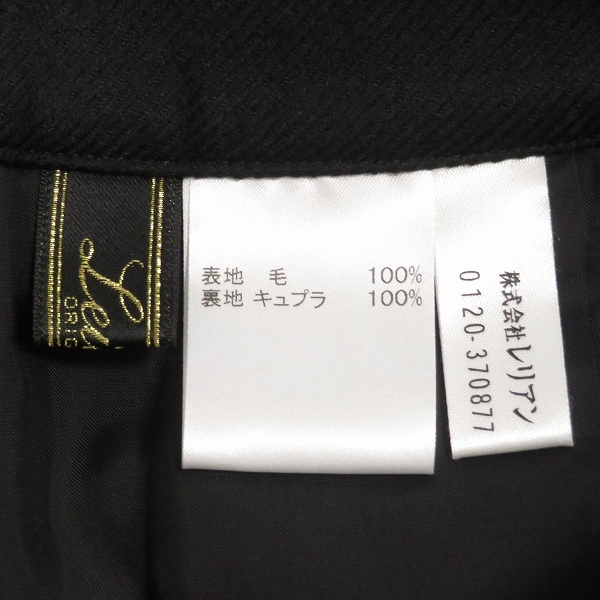 表地 毛 100%
裏地 キュプラ 100%
株式会社レリアン
0120-370877